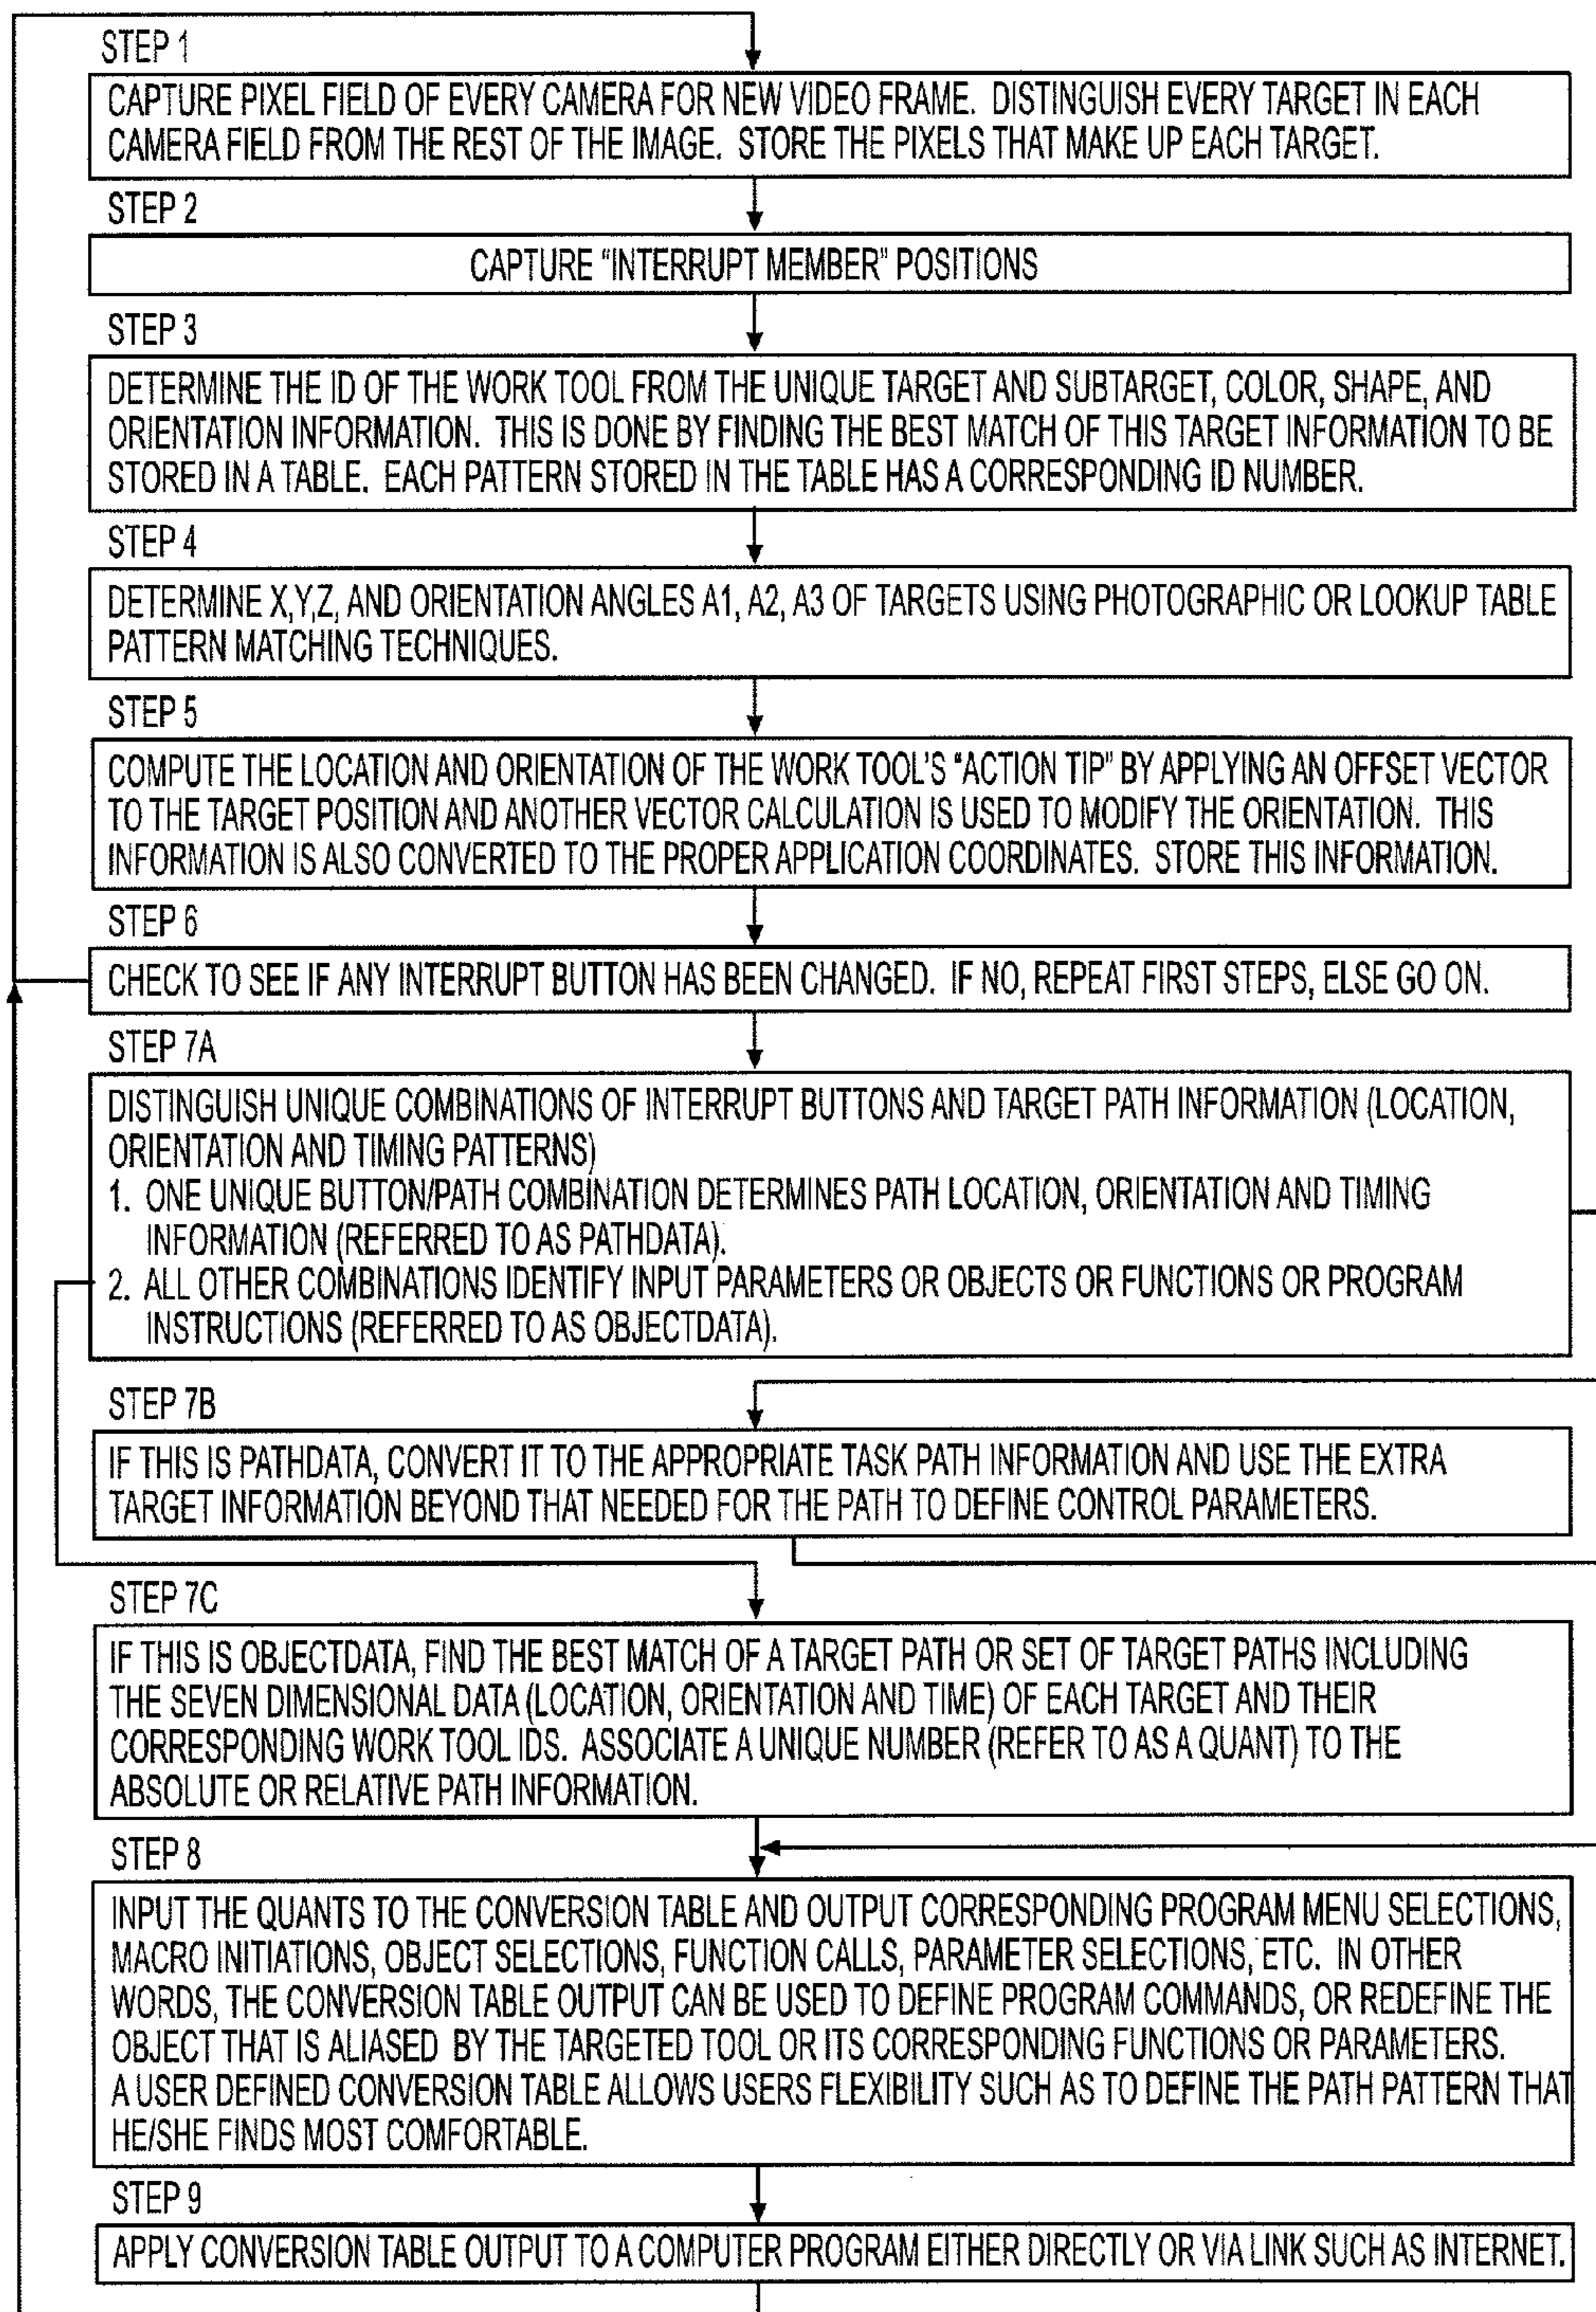 STEP 1
CAPTURE PIXEL FIELD OF EVERY CAMERA FOR NEW VIDEO FRAME. DISTINGUISH EVERY TARGET IN EACH
CAMERA FIELD FROM THE REST OF THE IMAGE. STORE THE PIXELS THAT MAKE UP EACH TARGET.
STEP 2
CAPTURE "INTERRUPT MEMBER" POSITIONS
STEP 3
DETERMINE THE ID OF THE WORK TOOL FROM THE UNIQUE TARGET AND SUBTARGET, COLOR, SHAPE, AND
ORIENTATION INFORMATION. THIS IS DONE BY FINDING THE BEST MATCH OF THIS TARGET INFORMATION TO BE
STORED IN A TABLE. EACH PATTERN STORED IN THE TABLE HAS A CORRESPONDING ID NUMBER.
STEP 4
DETERMINE X,Y,Z, AND ORIENTATION ANGLES A1, A2, A3 OF TARGETS USING PHOTOGRAPHIC OR LOOKUP TABLE
PATTERN MATCHING TECHNIQUES.
STEP 5
COMPUTE THE LOCATION AND ORIENTATION OF THE WORK TOOL'S "ACTION TIP" BY APPLYING AN OFFSET VECTOR
TO THE TARGET POSITION AND ANOTHER VECTOR CALCULATION IS USED TO MODIFY THE ORIENTATION. THIS
INFORMATION IS ALSO CONVERTED TO THE PROPER APPLICATION COORDINATES. STORE THIS INFORMATION.
STEP 6
CHECK TO SEE IF ANY INTERRUPT BUTTON HAS BEEN CHANGED. IF NO, REPEAT FIRST STEPS, ELSE GO ON.
STEP 7A
DISTINGUISH UNIQUE COMBINATIONS OF INTERRUPT BUTTONS AND TARGET PATH INFORMATION (LOCATION,
ORIENTATION AND TIMING PATTERNS)
1. ONE UNIQUE BUTTON/PATH COMBINATION DETERMINES PATH LOCATION, ORIENTATION AND TIMING
INFORMATION (REFERRED TO AS PATHDATA).
2. ALL OTHER COMBINATIONS IDENTIFY INPUT PARAMETERS OR OBJECTS OR FUNCTIONS OR PROGRAM
INSTRUCTIONS (REFERRED TO AS OBJECTDATA).
STEP 7B
IF THIS IS PATHDATA, CONVERT IT TO THE APPROPRIATE TASK PATH INFORMATION AND USE THE EXTRA
TARGET INFORMATION BEYOND THAT NEEDED FOR THE PATH TO DEFINE CONTROL PARAMETERS.
STEP 7C
IF THIS IS OBJECTDATA, FIND THE BEST MATCH OF A TARGET PATH OR SET OF TARGET PATHS INCLUDING
THE SEVEN DIMENSIONAL DATA (LOCATION, ORIENTATION AND TIME) OF EACH TARGET AND THEIR
CORRESPONDING WORK TOOL IDS. ASSOCIATE A UNIQUE NUMBER (REFER TO AS A QUANT) TO THE
ABSOLUTE OR RELATIVE PATH INFORMATION.
STEP 8
INPUT THE QUANTS TO THE CONVERSION TABLE AND OUTPUT CORRESPONDING PROGRAM MENU SELECTIONS,
MACRO INITIATIONS, OBJECT SELECTIONS, FUNCTION CALLS, PARAMETER SELECTIONS, ETC. IN OTHER
WORDS, THE CONVERSION TABLE OUTPUT CAN BE USED TO DEFINE PROGRAM COMMANDS, OR REDEFINE THE
OBJECT THAT IS ALIASED BY THE TARGETED TOOL OR ITS CORRESPONDING FUNCTIONS OR PARAMETERS.
A USER DEFINED CONVERSION TABLE ALLOWS USERS FLEXIBILITY SUCH AS TO DEFINE THE PATH PATTERN THAT
HE/SHE FINDS MOST COMFORTABLE.
STEP 9
APPLY CONVERSION TABLE OUTPUT TO A COMPUTER PROGRAM EITHER DIRECTLY OR VIA LINK SUCH AS INTERNET.